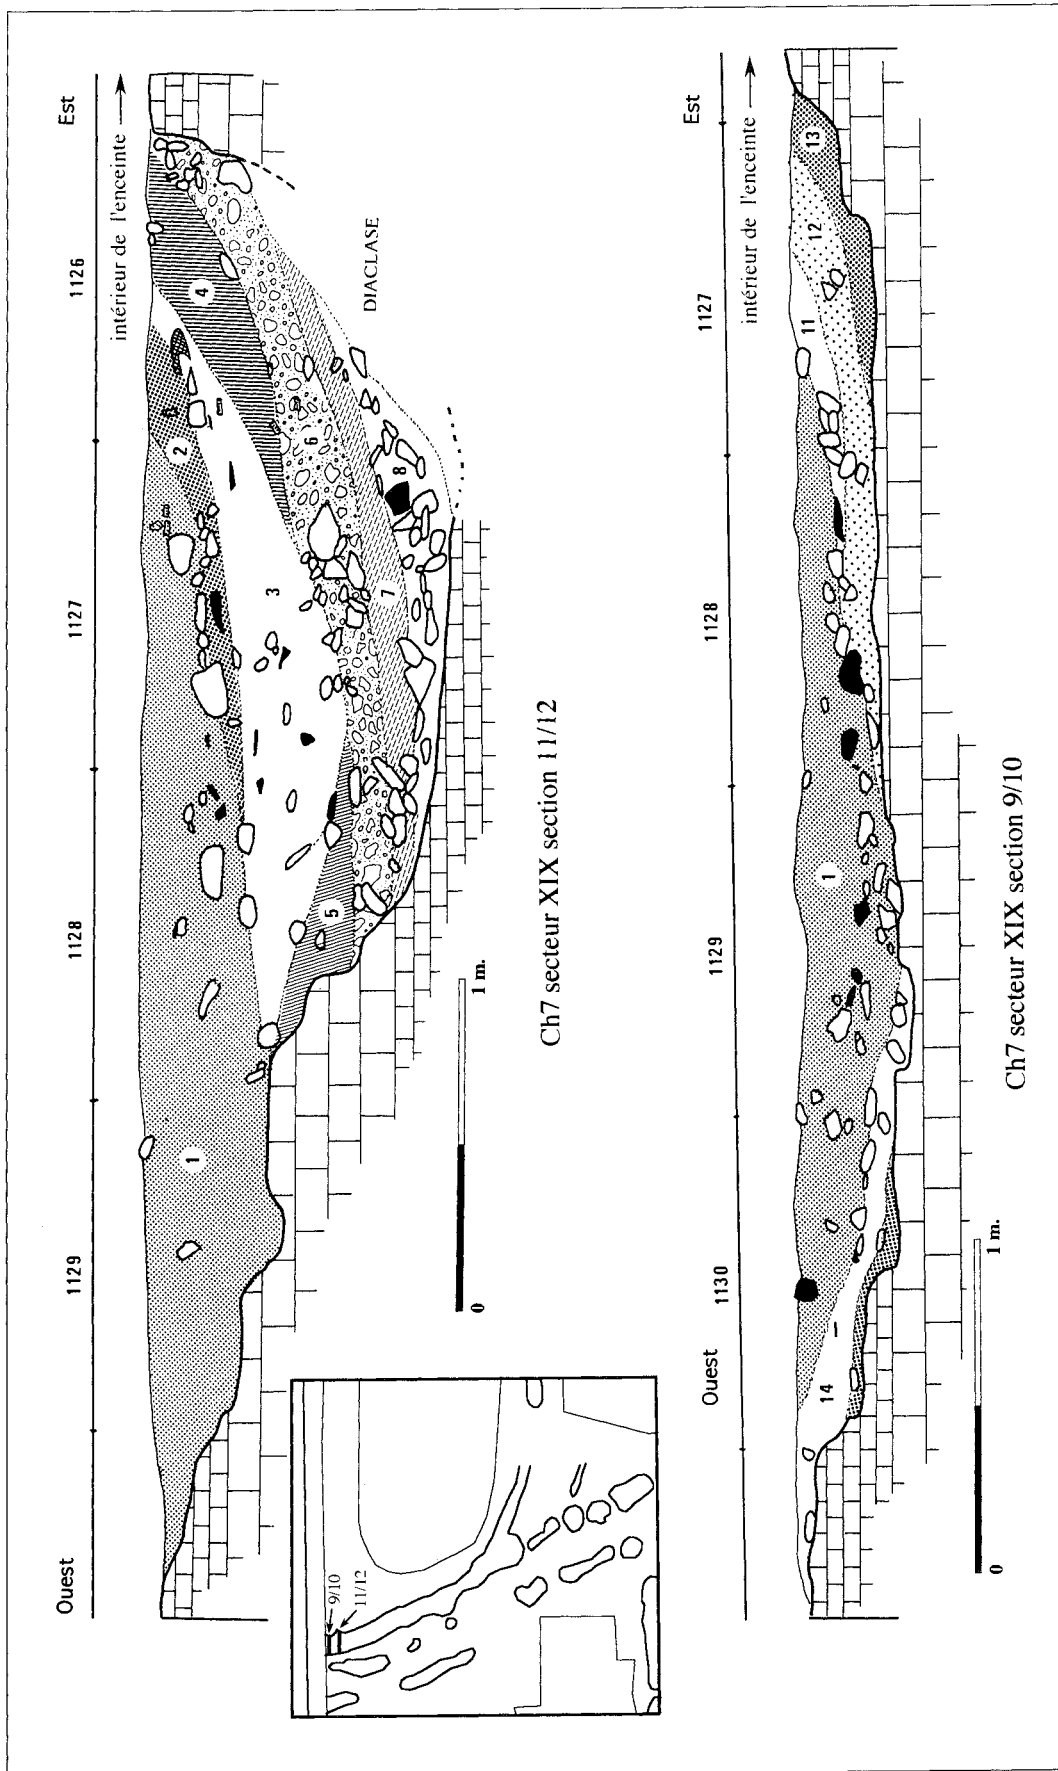 Ouest 1129 1128 1127 1126 Est
intérieur de l'enceinte
1
2
3
4
5
6
7
8
DIACLASE
0 1 m.
Ch7 secteur XIX section 11/12
9/10
11/12
Ouest 1130 1129 1128 1127 Est
intérieur de l'enceinte
14
1
11
12
13
0 1 m.
Ch7 secteur XIX section 9/10